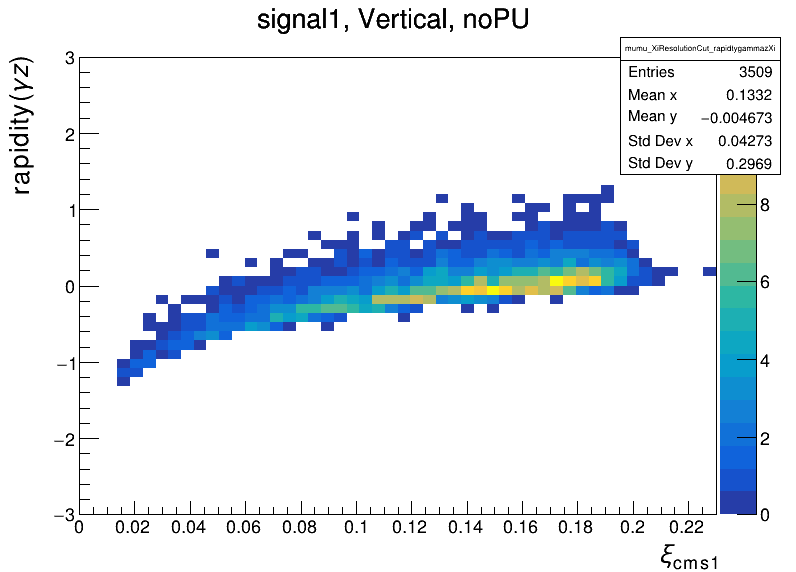 signal1, Vertical, noPU
mumu_XiResolutionCut_rapidtygammazXi
Entries 3509
Mean x 0.1332
Mean y −0.004673
Std Dev x 0.04273
Std Dev y 0.2969
rapidity(γz)
3
2
1
0
−1
−2
−3
8
6
4
2
0
0 0.02 0.04 0.06 0.08 0.1 0.12 0.14 0.16 0.18 0.2 0.22
ξcms1